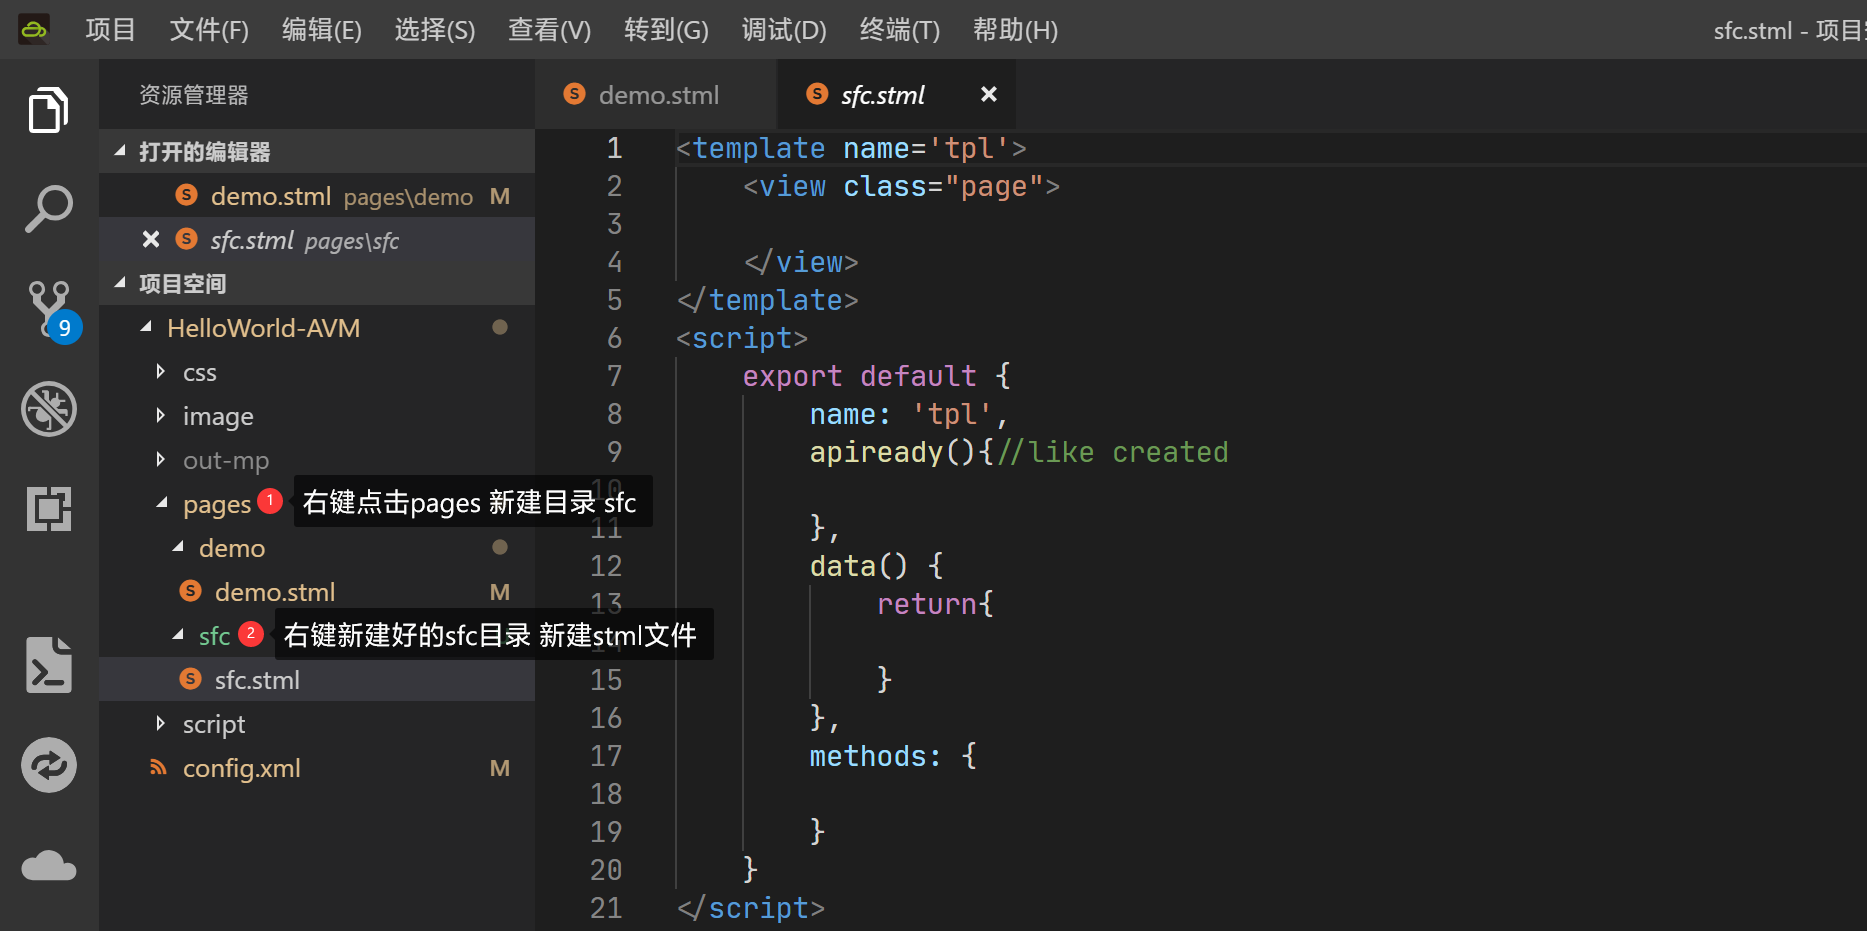 项目 文件(F) 编辑(E) 选择(S) 查看(V) 转到(G) 调试(D) 终端(T) 帮助(H) sfc.stml - 项目
资源管理器
打开的编辑器
demo.stml pages\demo M
sfc.stml pages\sfc
项目空间
HelloWorld-AVM
css
image
out-mp
pages 1 右键点击pages 新建目录 sfc
demo
demo.stml M
sfc 2 右键新建好的sfc目录 新建stml文件
sfc.stml
script
config.xml M
9
demo.stml sfc.stml
1 <template name='tpl'>
2 <view class="page">
3
4 </view>
5 </template>
6 <script>
7 export default {
8 name: 'tpl',
9 apiready(){//like created
10
11 },
12 data() {
13 return{
15 }
16 },
17 methods: {
18
19 }
20 }
21 </script>